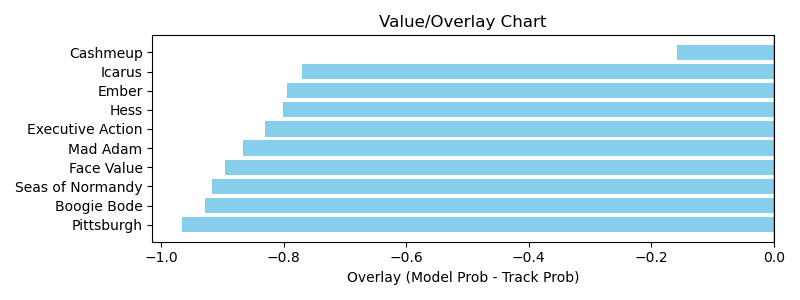 Value/Overlay Chart
Cashmeup
Icarus
Ember
Hess
Executive Action
Mad Adam
Face Value
Seas of Normandy
Boogie Bode
Pittsburgh
−1.0 −0.8 −0.6 −0.4 −0.2 0.0
Overlay (Model Prob - Track Prob)